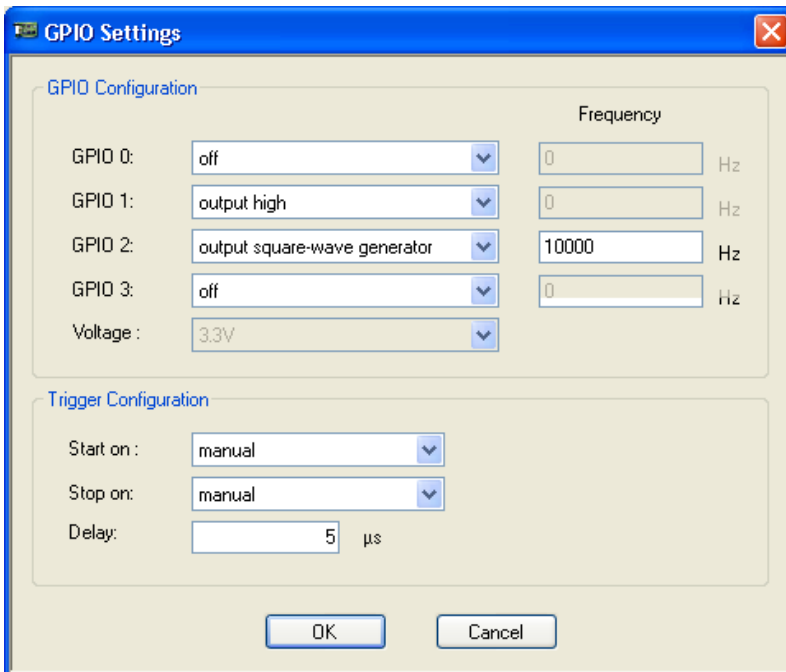 GPIO Settings
GPIO Configuration
Frequency
GPIO 0: off 0 Hz
GPIO 1: output high 0 Hz
GPIO 2: output square-wave generator 10000 Hz
GPIO 3: off 0 Hz
Voltage : 3.3V
Trigger Configuration
Start on : manual
Stop on: manual
Delay: 5 µs
OK Cancel